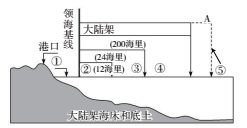 领海基线
A
大陆架
港口
(200海里)
①
(24海里)
②
(12海里)
③
④
⑤
大陆架海床和底土